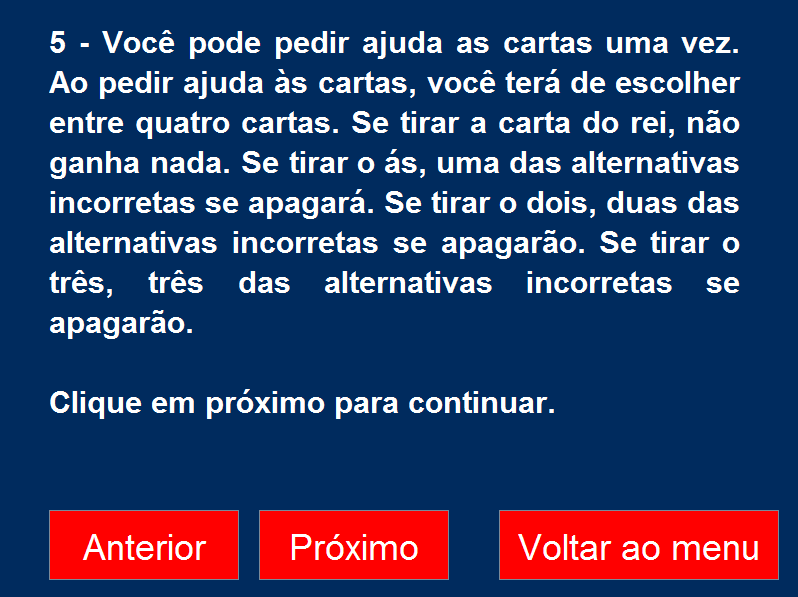 5 - Você pode pedir ajuda as cartas uma vez.
Ao pedir ajuda às cartas, você terá de escolher
entre quatro cartas. Se tirar a carta do rei, não
ganha nada. Se tirar o ás, uma das alternativas
incorretas se apagará. Se tirar o dois, duas das
alternativas incorretas se apagarão. Se tirar o
três, três das alternativas incorretas se
apagarão.
Clique em próximo para continuar.
Anterior Próximo Voltar ao menu